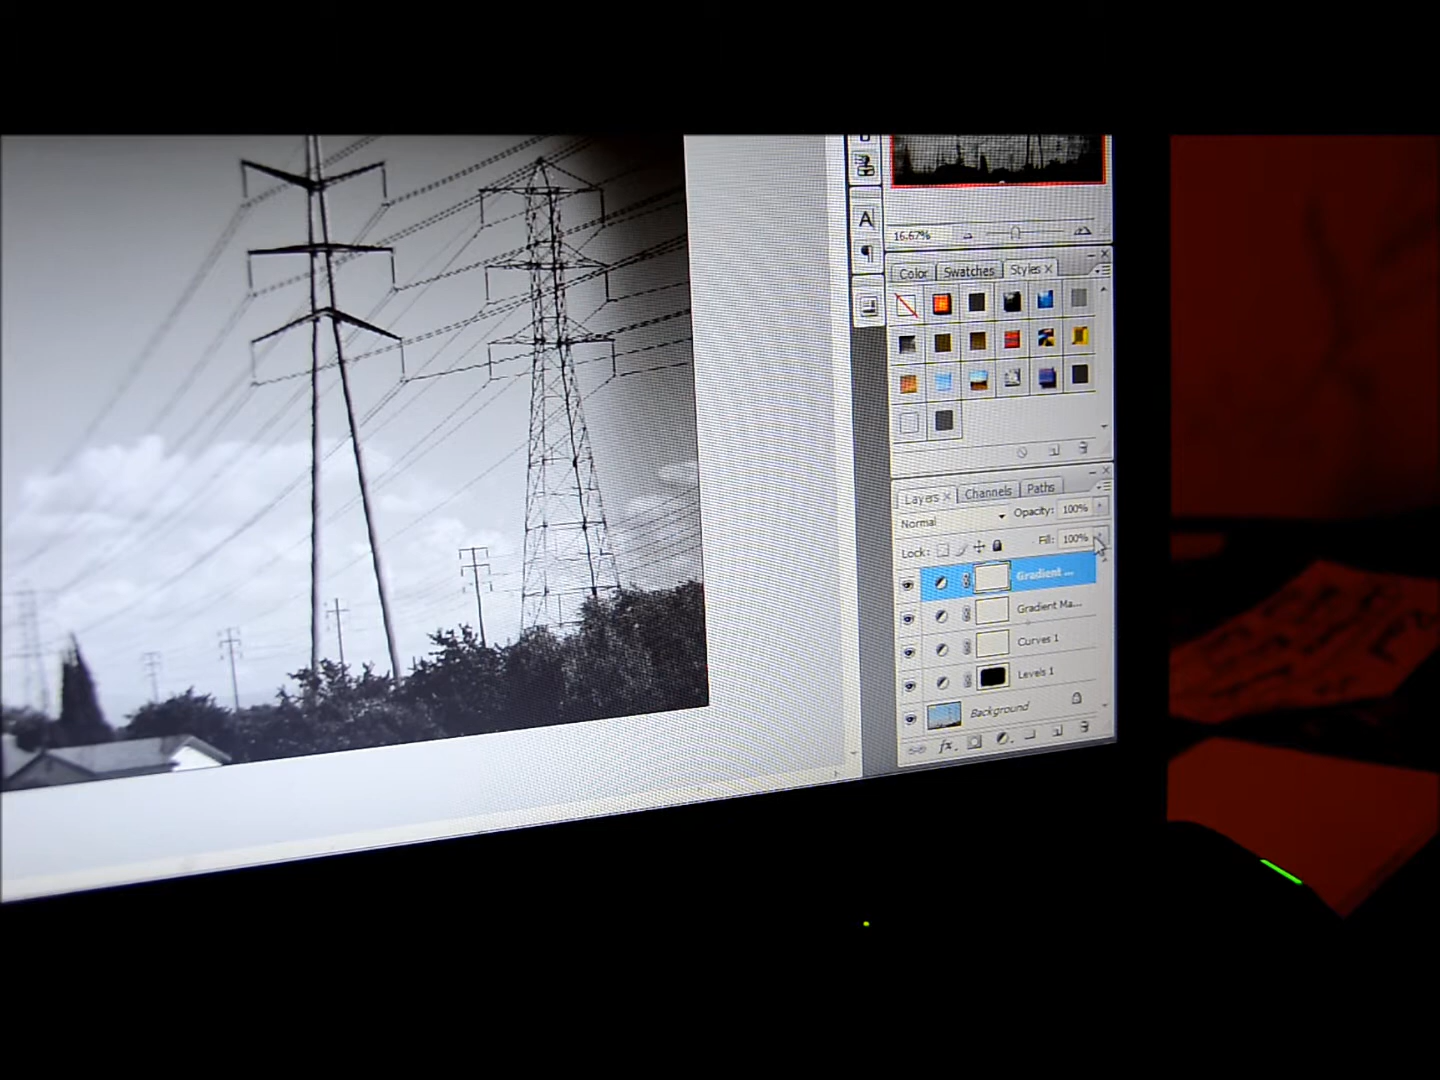 A
¶
16.67%
Color Swatches Styles ×
Layers × Channels Paths
Normal Opacity: 100%
Lock: Fill: 100%
Gradient ...
Gradient Ma...
Curves 1
Levels 1
Background
fx.